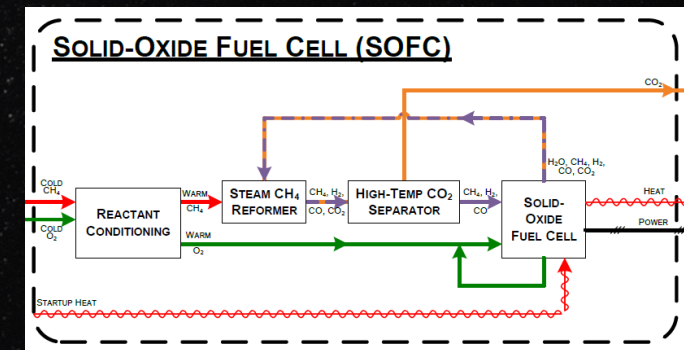 SOLID-OXIDE FUEL CELL (SOFC)
CO₂
H₂O, CH₄, H₂,
CO, CO₂
COLD
CH₄
WARM
CH₄
STEAM CH₄
REFORMER
CH₄, H₂,
CO, CO₂
HIGH-TEMP CO₂
SEPARATOR
CH₄, H₂,
CO
SOLID-
OXIDE
FUEL CELL
HEAT
POWER
REACTANT
CONDITIONING
COLD
O₂
WARM
O₂
STARTUP HEAT